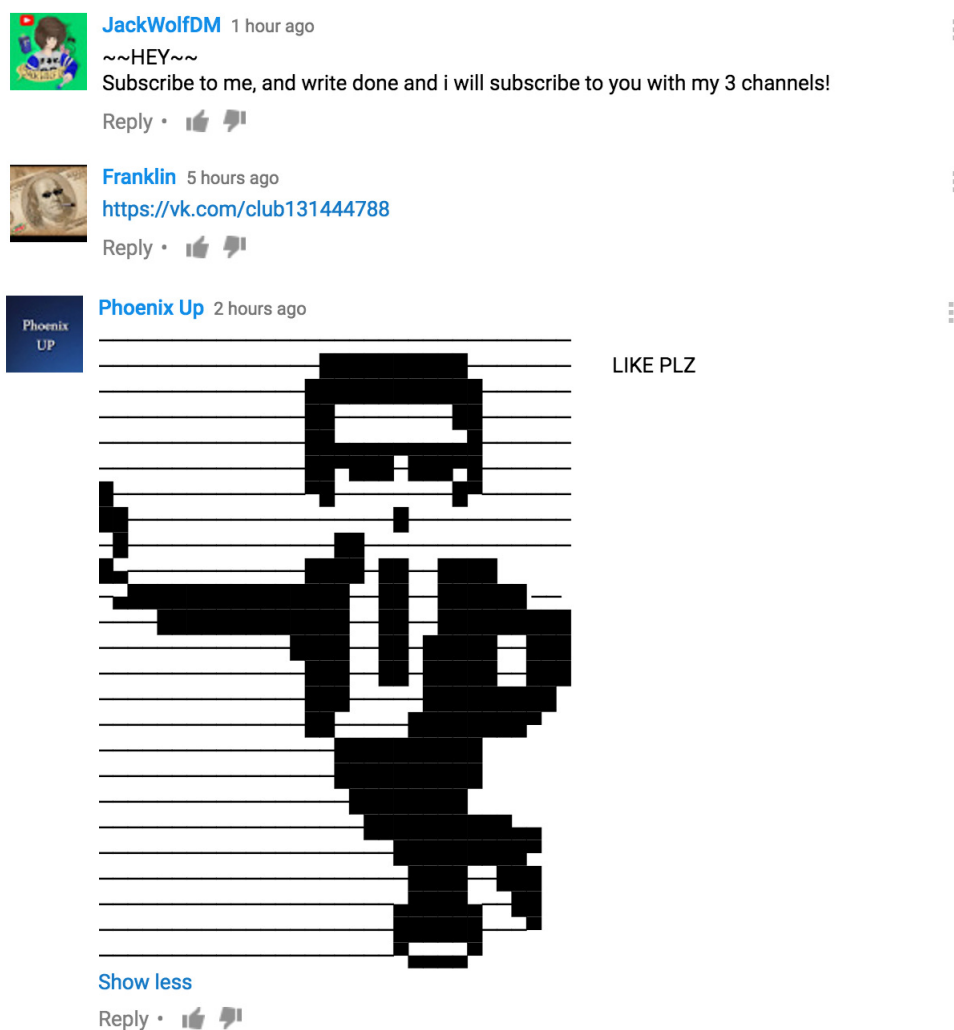 JackWolfDM 1 hour ago
~~HEY~~
Subscribe to me, and write done and i will subscribe to you with my 3 channels!
Reply •
Franklin 5 hours ago
https://vk.com/club131444788
Reply •
Phoenix
UP
Phoenix Up 2 hours ago
LIKE PLZ
Show less
Reply •